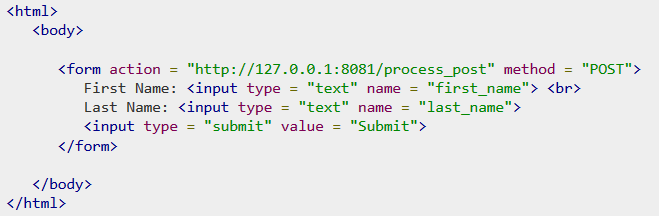 <html>
<body>
<form action = "http://127.0.0.1:8081/process_post" method = "POST">
First Name: <input type = "text" name = "first_name"> <br>
Last Name: <input type = "text" name = "last_name">
<input type = "submit" value = "Submit">
</form>
</body>
</html>